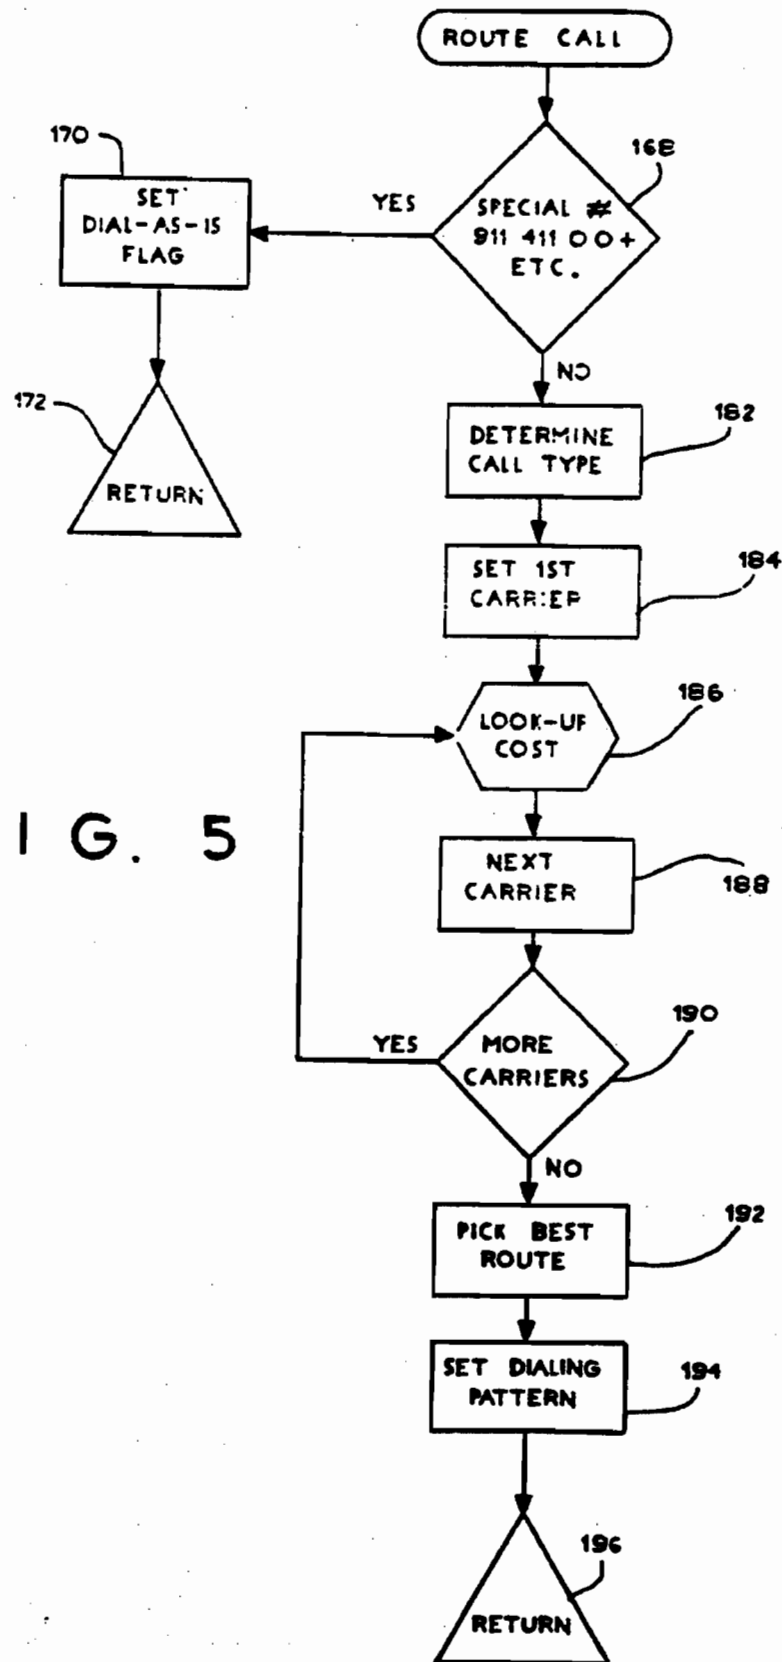 ROUTE CALL
168
SPECIAL #
911 411 0 0 +
ETC.
YES
170
SET
DIAL-AS-IS
FLAG
172
RETURN
NO
DETERMINE
CALL TYPE
182
SET 1ST
CARRIER
184
LOOK-UP
COST
186
NEXT
CARRIER
188
MORE
CARRIERS
190
YES
NO
PICK BEST
ROUTE
192
SET DIALING
PATTERN
194
RETURN
196
I G. 5